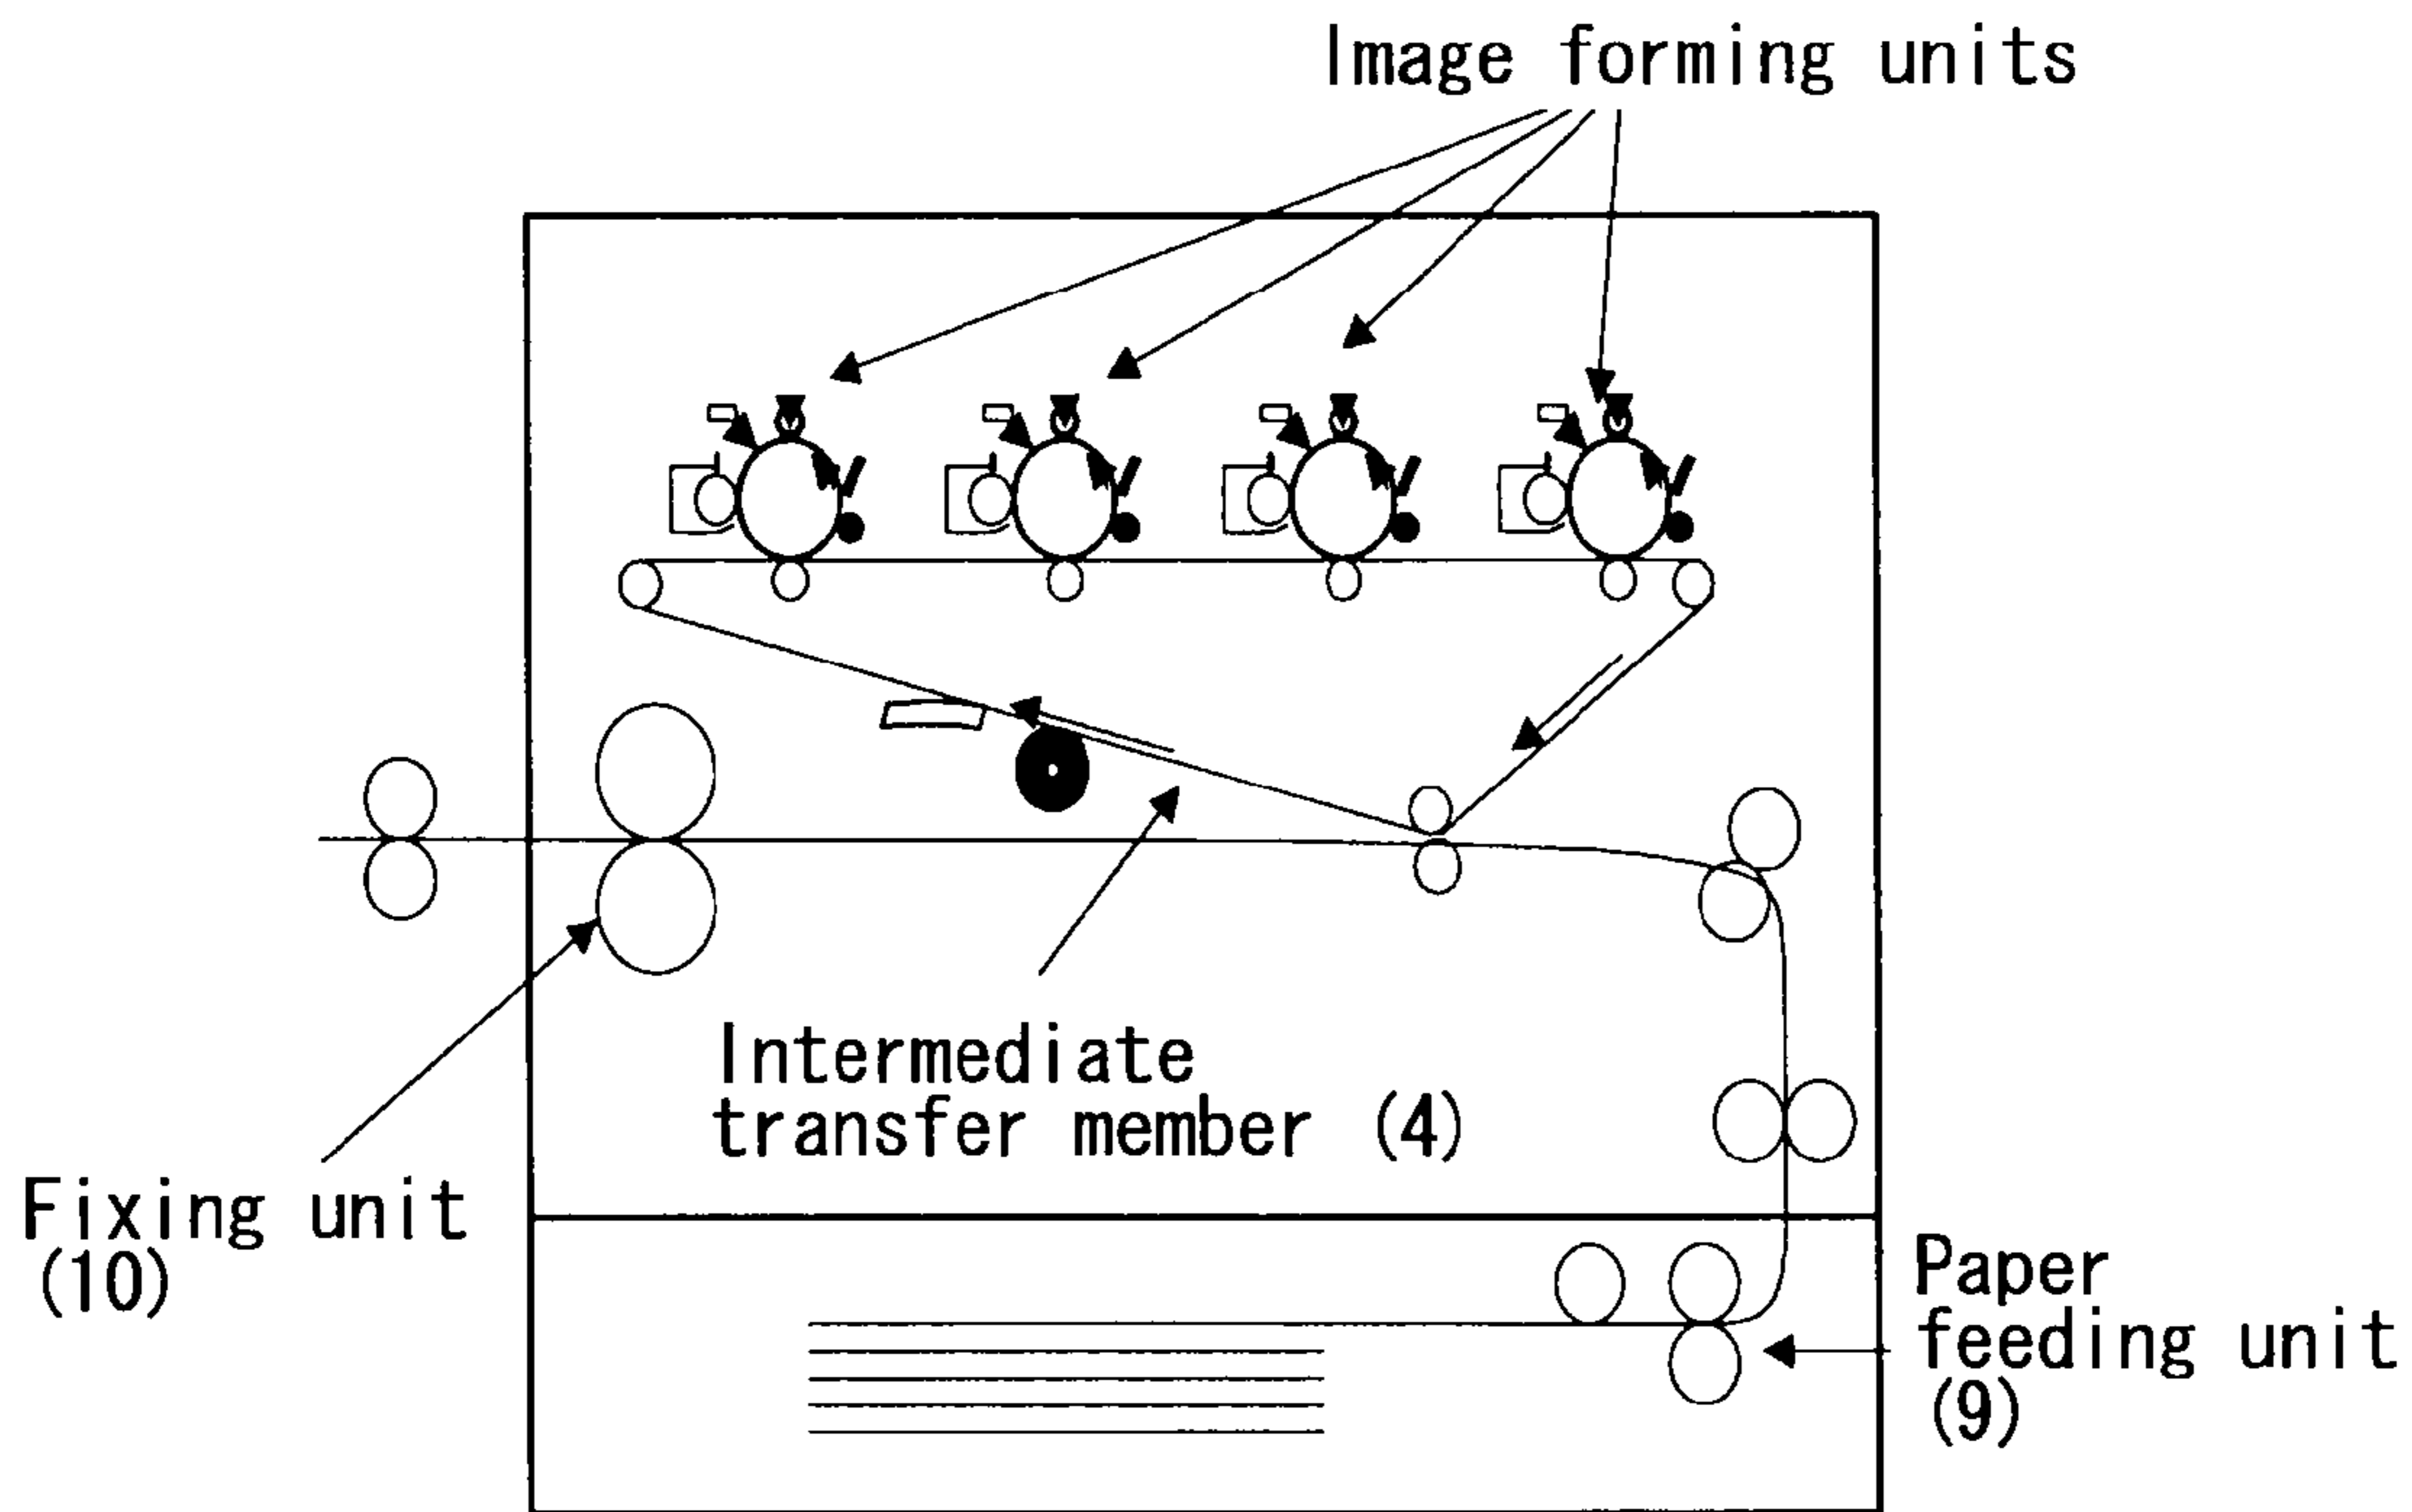 Image forming units
Intermediate
transfer member (4)
Fixing unit
(10)
Paper
feeding unit
(9)